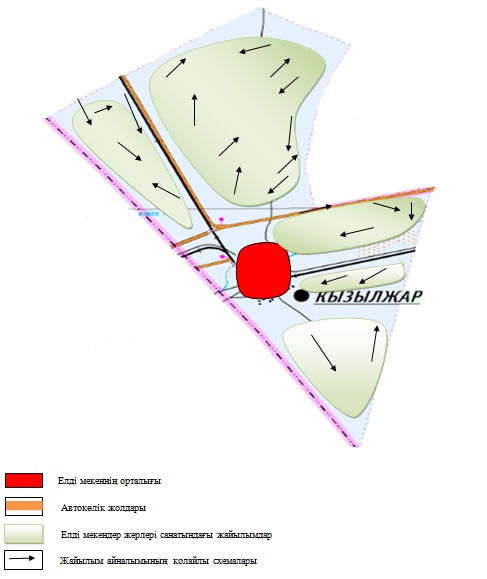 КЫЗЫЛЖАР
Елді мекеннің орталығы
Автокөлік жолдары
Елді мекендер жерлері санатындағы жайылымдар
Жайылым айналымының қолайлы схемалары